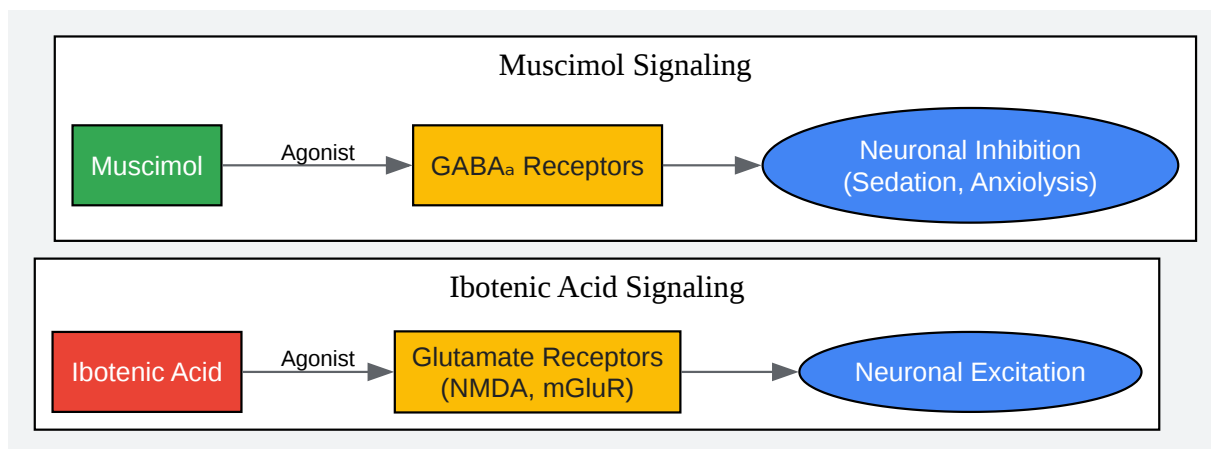 Muscimol Signaling
Muscimol
Agonist
GABAₐ Receptors
Neuronal Inhibition
(Sedation, Anxiolysis)
Ibotenic Acid Signaling
Ibotenic Acid
Agonist
Glutamate Receptors
(NMDA, mGluR)
Neuronal Excitation